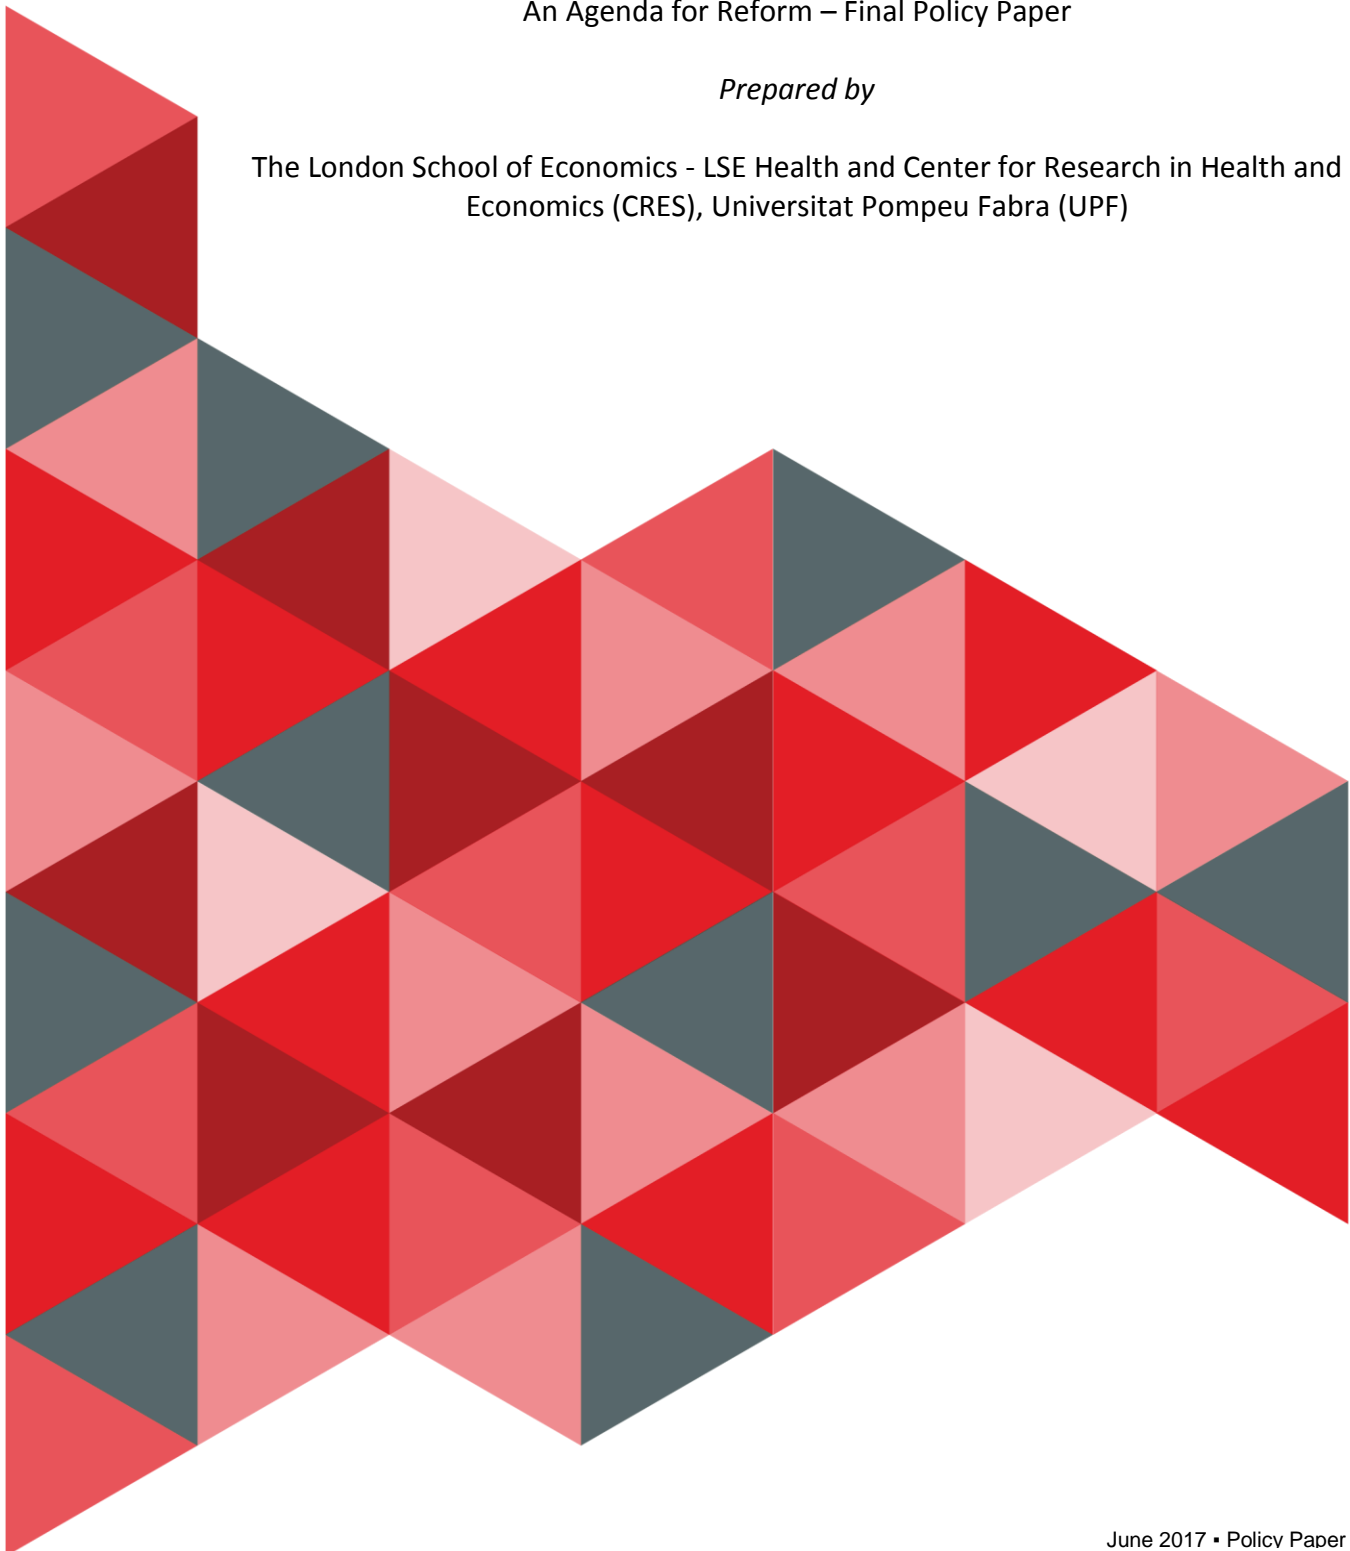 An Agenda for Reform – Final Policy Paper
Prepared by
The London School of Economics - LSE Health and Center for Research in Health and
Economics (CRES), Universitat Pompeu Fabra (UPF)
June 2017 ▪ Policy Paper